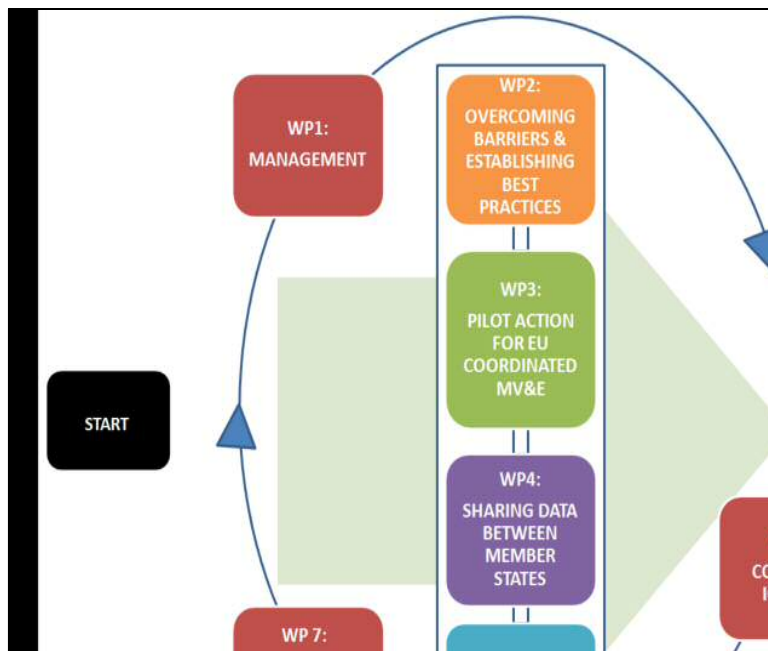 WP1:
MANAGEMENT
WP2:
OVERCOMING
BARRIERS &
ESTABLISHING
BEST
PRACTICES
WP3:
PILOT ACTION
FOR EU
COORDINATED
MV&E
START
WP4:
SHARING DATA
BETWEEN
MEMBER
STATES
WP 7: